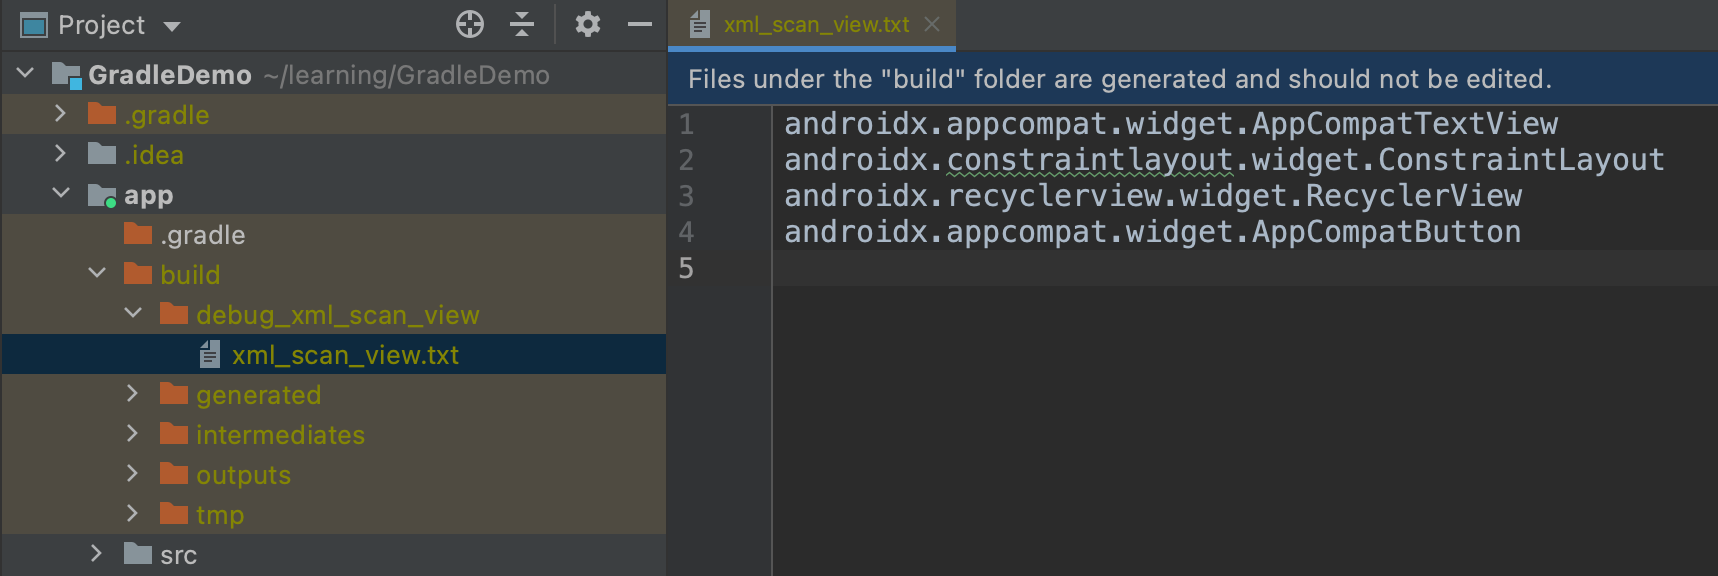 Project
GradleDemo ~/learning/GradleDemo
.gradle
.idea
app
.gradle
build
debug_xml_scan_view
xml_scan_view.txt
generated
intermediates
outputs
tmp
src
xml_scan_view.txt
Files under the "build" folder are generated and should not be edited.
1 androidx.appcompat.widget.AppCompatTextView
2 androidx.constraintlayout.widget.ConstraintLayout
3 androidx.recyclerview.widget.RecyclerView
4 androidx.appcompat.widget.AppCompatButton
5